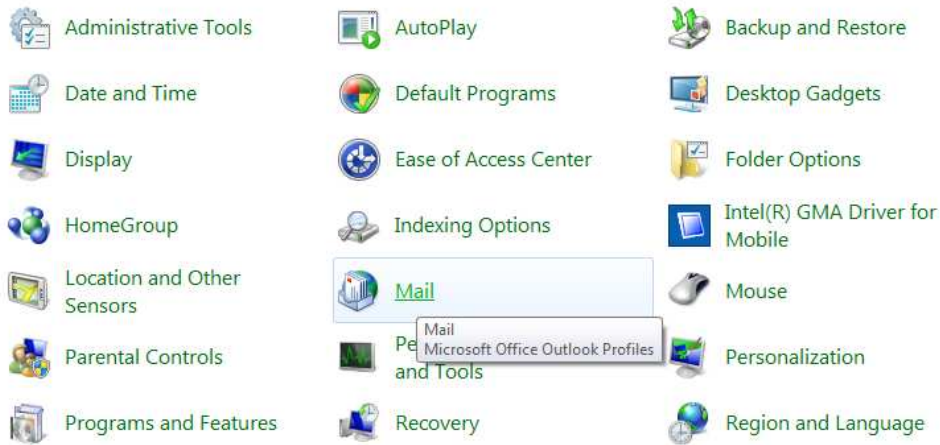 Administrative Tools
AutoPlay
Backup and Restore
Date and Time
Default Programs
Desktop Gadgets
Display
Ease of Access Center
Folder Options
HomeGroup
Indexing Options
Intel(R) GMA Driver for
Mobile
Location and Other
Sensors
Mail
Mouse
Mail
Microsoft Office Outlook Profiles
Parental Controls
and Tools
Personalization
Programs and Features
Recovery
Region and Language